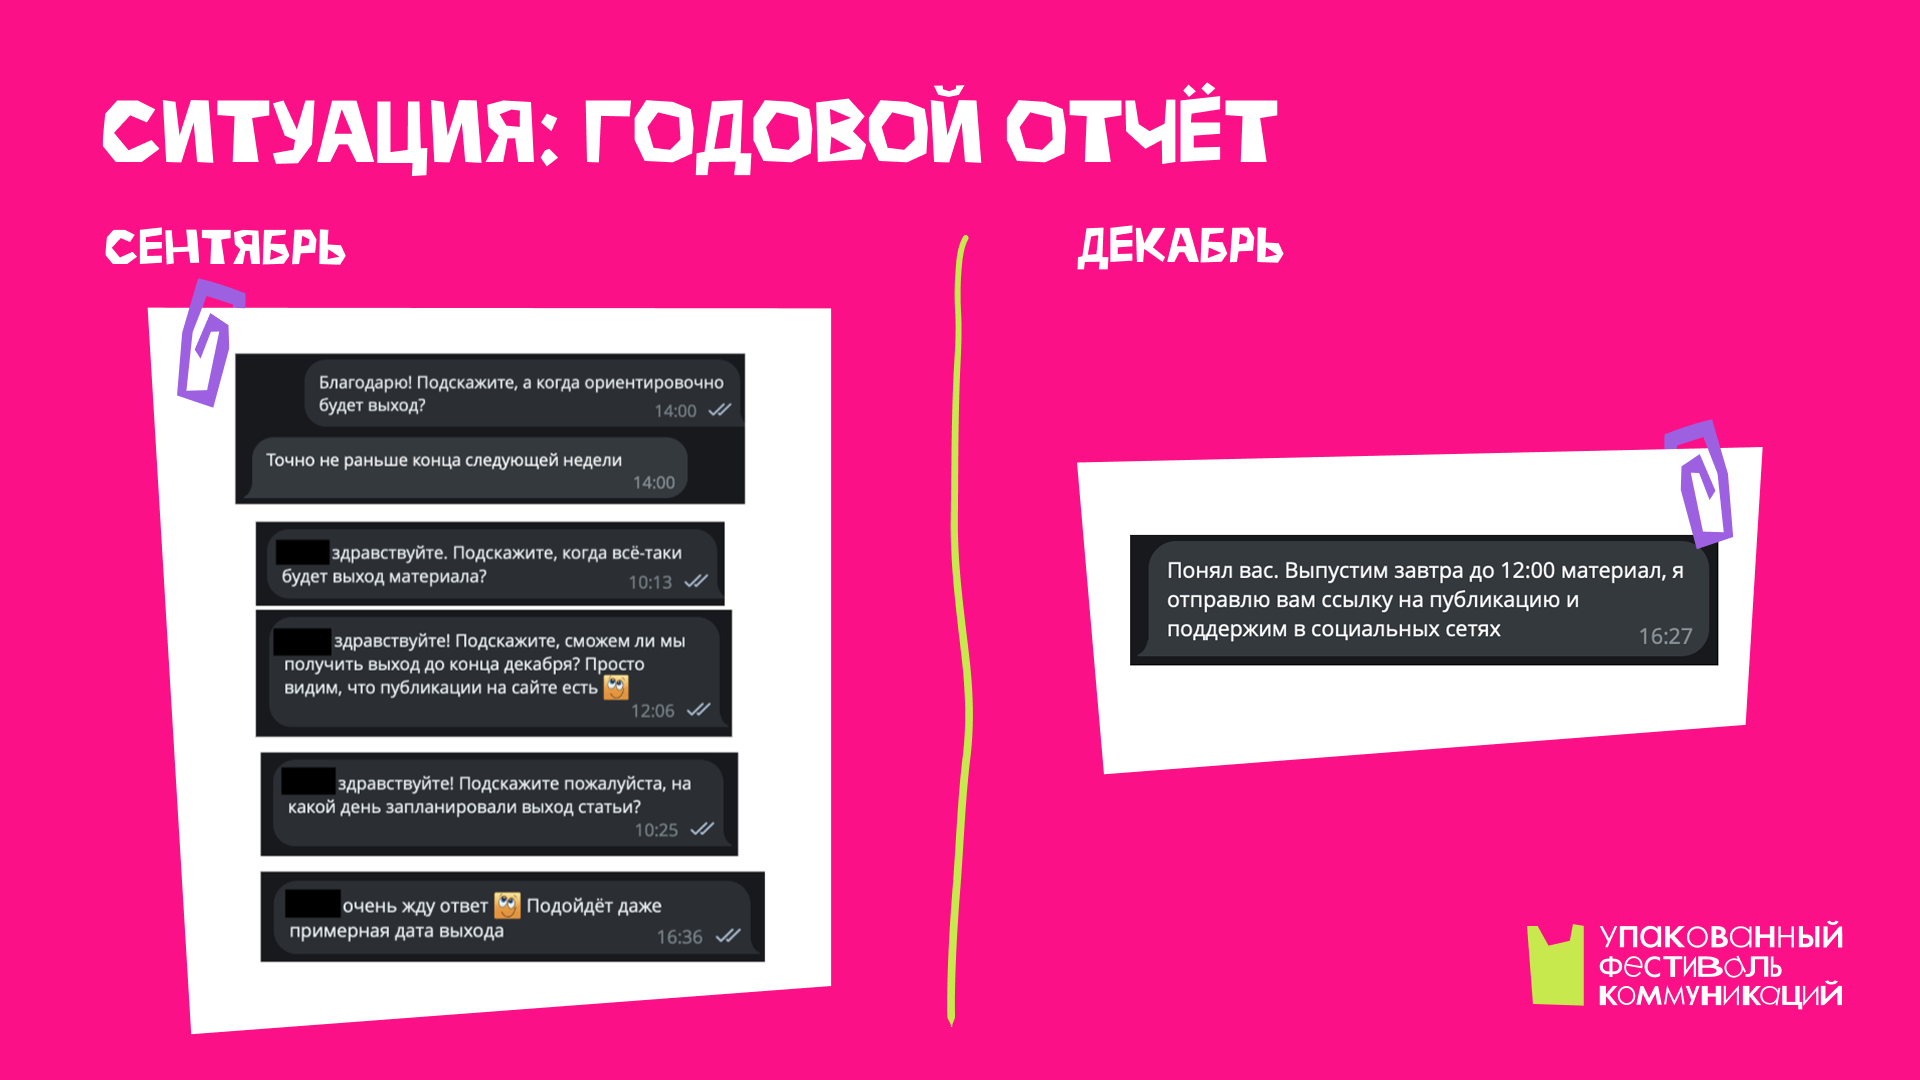 СИТУАЦИЯ: ГОДОВОЙ ОТЧЁТ
СЕНТЯБРЬ
Благодарю! Подскажите, а когда ориентировочно
будет выход?
14:00
Точно не раньше конца следующей недели
14:00
здравствуйте. Подскажите, когда всё-таки
будет выход материала?
10:13
здравствуйте! Подскажите, сможем ли мы
получить выход до конца декабря? Просто
видим, что публикации на сайте есть
12:06
здравствуйте! Подскажите пожалуйста, на
какой день запланировали выход статьи?
10:25
очень жду ответ Подойдёт даже
примерная дата выхода
16:36
ДЕКАБРЬ
Понял вас. Выпустим завтра до 12:00 материал, я
отправлю вам ссылку на публикацию и
поддержим в социальных сетях
16:27
УПАКОВАННЫЙ
ФЕСТИВАЛЬ
КОММУНИКАЦИЙ